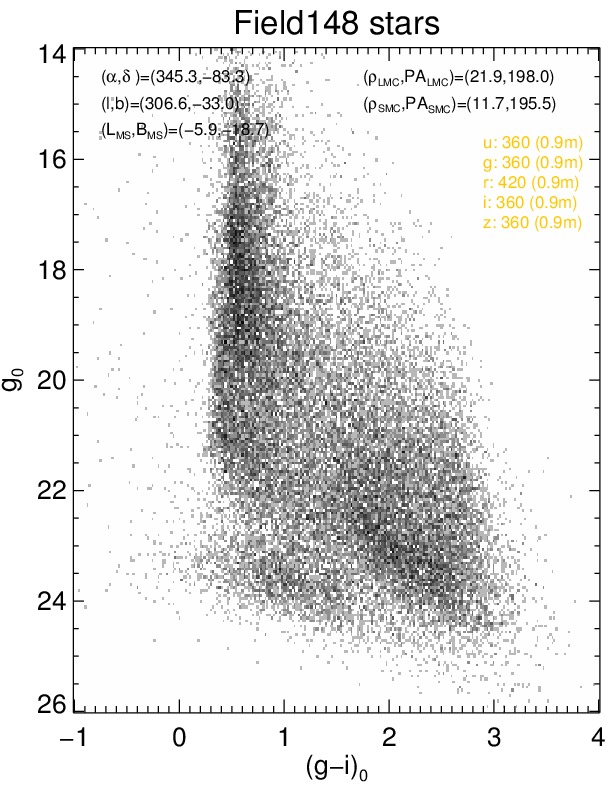 Field148 stars
(α,δ )=(345.3,−83.3)
(l,b)=(306.6,−33.0)
(LMS,BMS)=(−5.9,−18.7)
(ρLMC,PALMC)=(21.9,198.0)
(ρSMC,PASMC)=(11.7,195.5)
u: 360 (0.9m)
g: 360 (0.9m)
r: 420 (0.9m)
i: 360 (0.9m)
z: 360 (0.9m)
g0
14
16
18
20
22
24
26
−1 0 1 2 3 4
(g−i)0